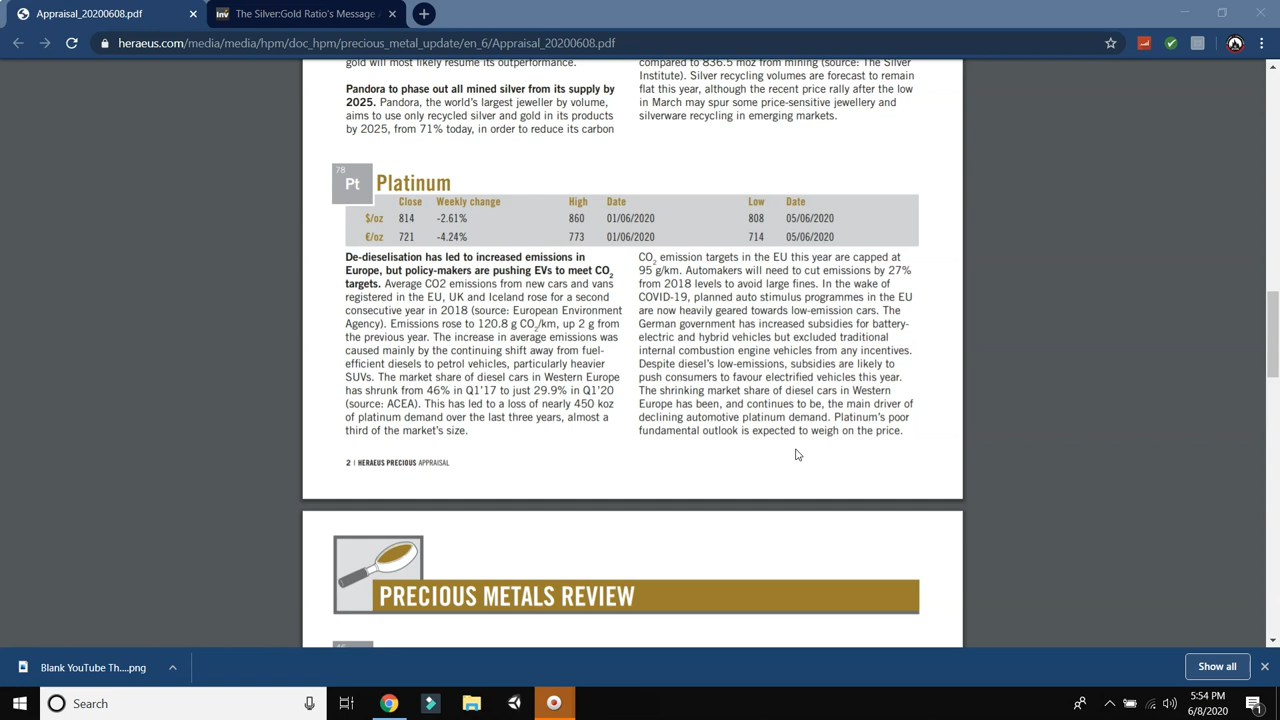 Appraisal_20200608.pdf
The Silver:Gold Ratio's Message /
heraeus.com/media/media/hpm/doc_hpm/precious_metal_update/en_6/Appraisal_20200608.pdf
gold will most likely resume its outperformance.
Pandora to phase out all mined silver from its supply by
2025. Pandora, the world's largest jeweller by volume,
aims to use only recycled silver and gold in its products
by 2025, from 71% today, in order to reduce its carbon
compared to 836.5 moz from mining (source: The Silver
Institute). Silver recycling volumes are forecast to remain
flat this year, although the recent price rally after the low
in March may spur some price-sensitive jewellery and
silverware recycling in emerging markets.
78
Pt
Platinum
Close Weekly change High Date Low Date
$/oz 814 -2.61% 860 01/06/2020 808 05/06/2020
€/oz 721 -4.24% 773 01/06/2020 714 05/06/2020
De-dieselisation has led to increased emissions in
Europe, but policy-makers are pushing EVs to meet CO2
targets. Average CO2 emissions from new cars and vans
registered in the EU, UK and Iceland rose for a second
consecutive year in 2018 (source: European Environment
Agency). Emissions rose to 120.8 g CO2/km, up 2 g from
the previous year. The increase in average emissions was
caused mainly by the continuing shift away from fuel-
efficient diesels to petrol vehicles, particularly heavier
SUVs. The market share of diesel cars in Western Europe
has shrunk from 46% in Q1'17 to just 29.9% in Q1'20
(source: ACEA). This has led to a loss of nearly 450 koz
of platinum demand over the last three years, almost a
third of the market's size.
CO2 emission targets in the EU this year are capped at
95 g/km. Automakers will need to cut emissions by 27%
from 2018 levels to avoid large fines. In the wake of
COVID-19, planned auto stimulus programmes in the EU
are now heavily geared towards low-emission cars. The
German government has increased subsidies for battery-
electric and hybrid vehicles but excluded traditional
internal combustion engine vehicles from any incentives.
Despite diesel's low-emissions, subsidies are likely to
push consumers to favour electrified vehicles this year.
The shrinking market share of diesel cars in Western
Europe has been, and continues to be, the main driver of
declining automotive platinum demand. Platinum's poor
fundamental outlook is expected to weigh on the price.
2 | HERAEUS PRECIOUS APPRAISAL
PRECIOUS METALS REVIEW
Blank YouTube Th....png
Show all
Search
5:54 PM
6/8/2020